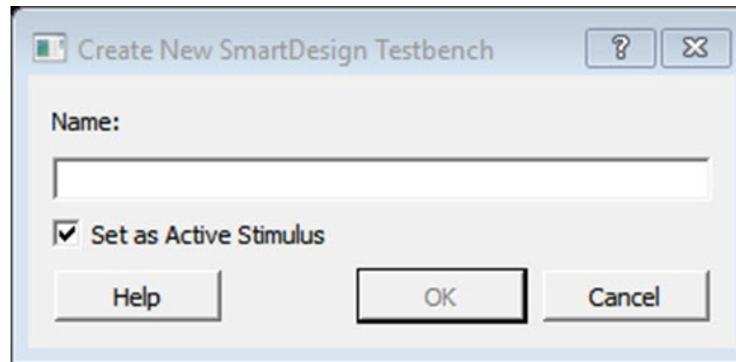 Create New SmartDesign Testbench
Name:
Set as Active Stimulus
Help OK Cancel